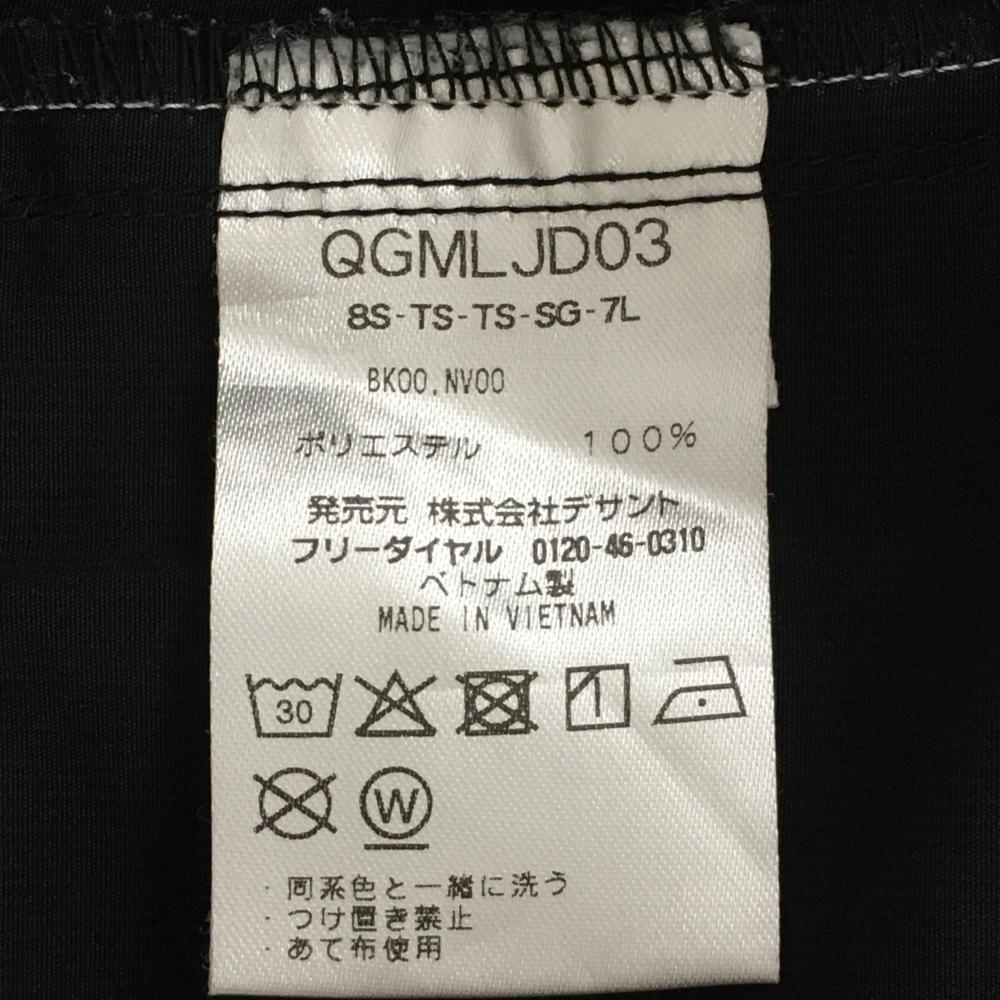 QGMLJD03
8S-TS-TS-SG-7L
BK00,NV00
ポリエステル 100%
発売元 株式会社デサント
フリーダイヤル 0120-46-0310
ベトナム製
MADE IN VIETNAM
30
W
・同系色と一緒に洗う
・つけ置き禁止
・あて布使用